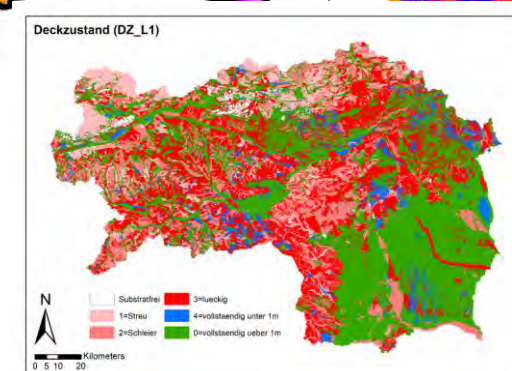 Deckzustand (DZ_L1)
N
Substratfrei
1=Streu
2=Schleier
3=lueckig
4=vollstaendig unter 1m
0=vollstaendig ueber 1m
Kilometers
0 5 10 20